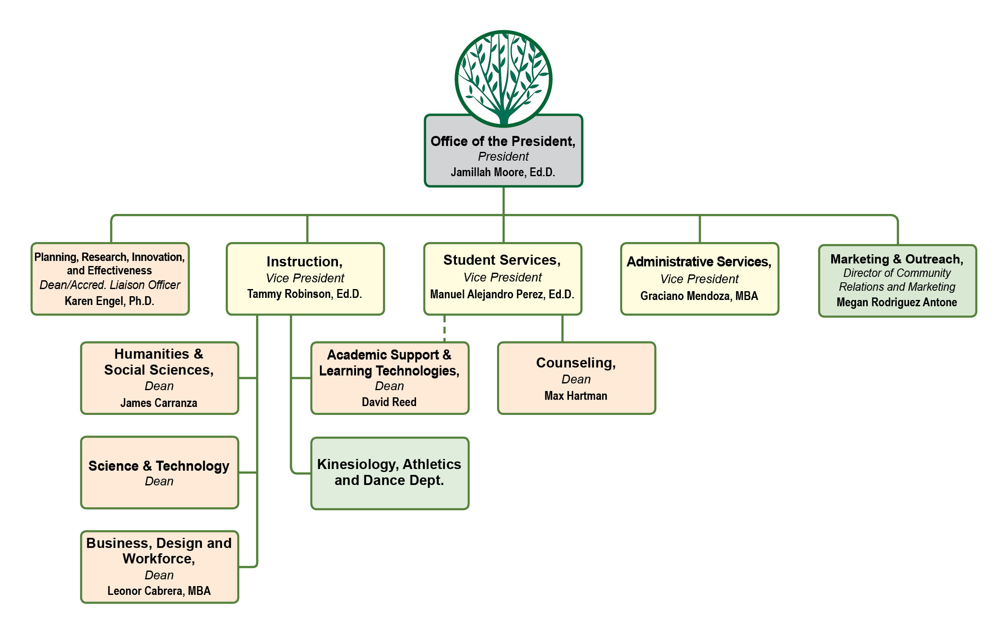 Office of the President,
President
Jamillah Moore, Ed.D.
Planning, Research, Innovation,
and Effectiveness
Dean/Accred. Liaison Officer
Karen Engel, Ph.D.
Instruction,
Vice President
Tammy Robinson, Ed.D.
Student Services,
Vice President
Manuel Alejandro Perez, Ed.D.
Administrative Services,
Vice President
Graciano Mendoza, MBA
Marketing & Outreach,
Director of Community
Relations and Marketing
Megan Rodriguez Antone
Humanities &
Social Sciences,
Dean
James Carranza
Academic Support &
Learning Technologies,
Dean
David Reed
Counseling,
Dean
Max Hartman
Science & Technology
Dean
Kinesiology, Athletics
and Dance Dept.
Business, Design and
Workforce,
Dean
Leonor Cabrera, MBA